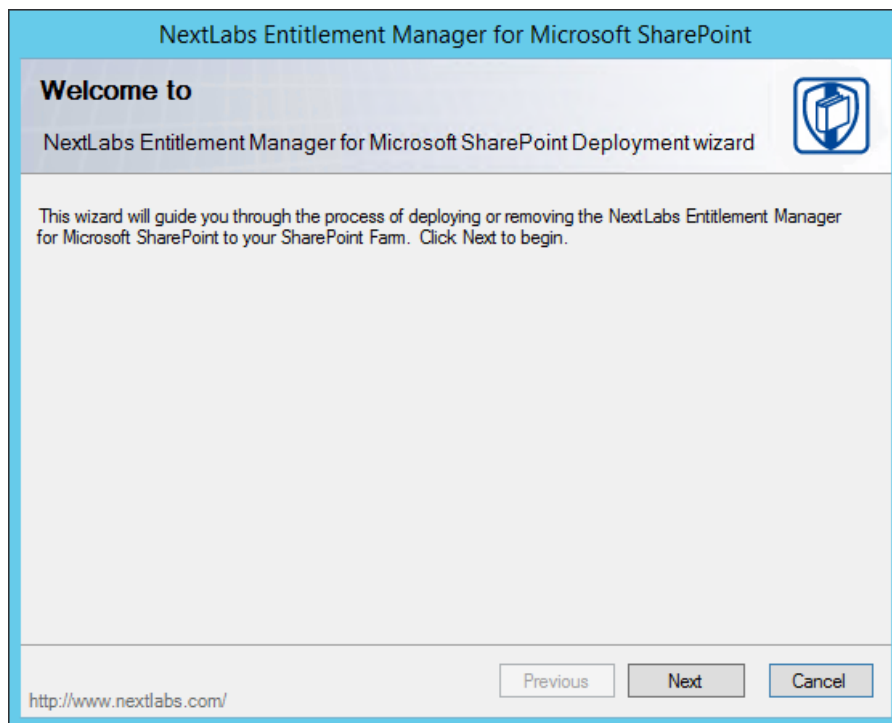 NextLabs Entitlement Manager for Microsoft SharePoint
Welcome to
NextLabs Entitlement Manager for Microsoft SharePoint Deployment wizard
This wizard will guide you through the process of deploying or removing the NextLabs Entitlement Manager
for Microsoft SharePoint to your SharePoint Farm. Click Next to begin.
Previous Next Cancel
http://www.nextlabs.com/